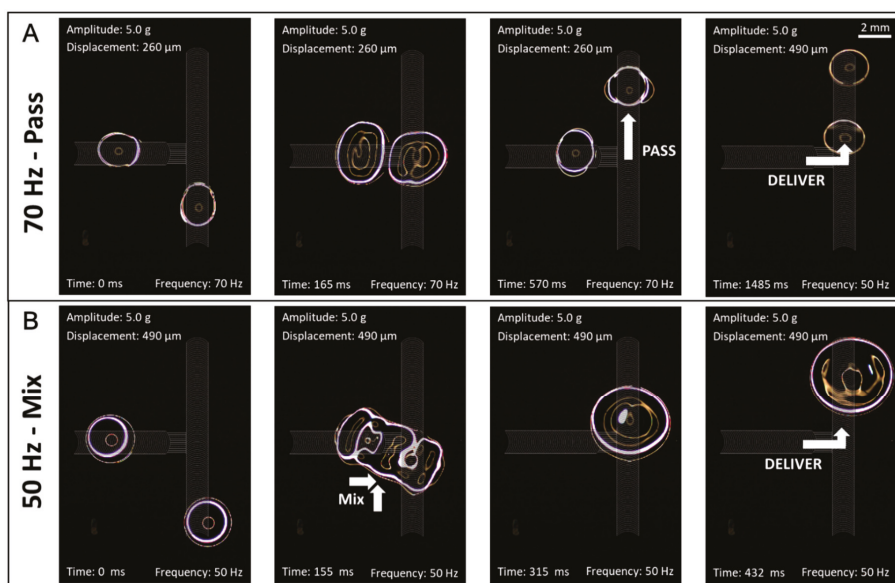 A
70 Hz - Pass
Amplitude: 5.0 g
Displacement: 260 μm
Time: 0 ms Frequency: 70 Hz
Amplitude: 5.0 g
Displacement: 260 μm
Time: 165 ms Frequency: 70 Hz
Amplitude: 5.0 g
Displacement: 260 μm
PASS
Time: 570 ms Frequency: 70 Hz
Amplitude: 5.0 g
Displacement: 490 μm
2 mm
DELIVER
Time: 1485 ms Frequency: 50 Hz
B
50 Hz - Mix
Amplitude: 5.0 g
Displacement: 490 μm
Time: 0 ms Frequency: 50 Hz
Amplitude: 5.0 g
Displacement: 490 μm
Mix
Time: 155 ms Frequency: 50 Hz
Amplitude: 5.0 g
Displacement: 490 μm
Time: 315 ms Frequency: 50 Hz
Amplitude: 5.0 g
Displacement: 490 μm
DELIVER
Time: 432 ms Frequency: 50 Hz